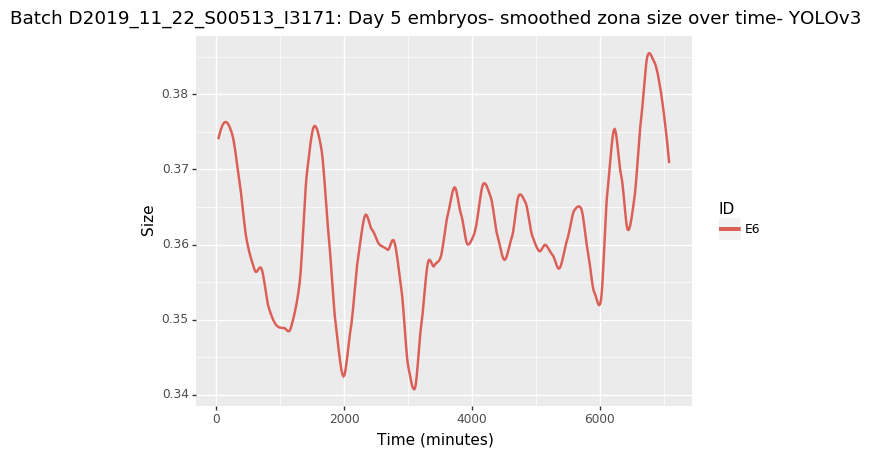 Batch D2019_11_22_S00513_I3171: Day 5 embryos- smoothed zona size over time- YOLOv3
0.38
0.37
0.36
0.35
0.34
Size
0
2000
4000
6000
Time (minutes)
ID
E6